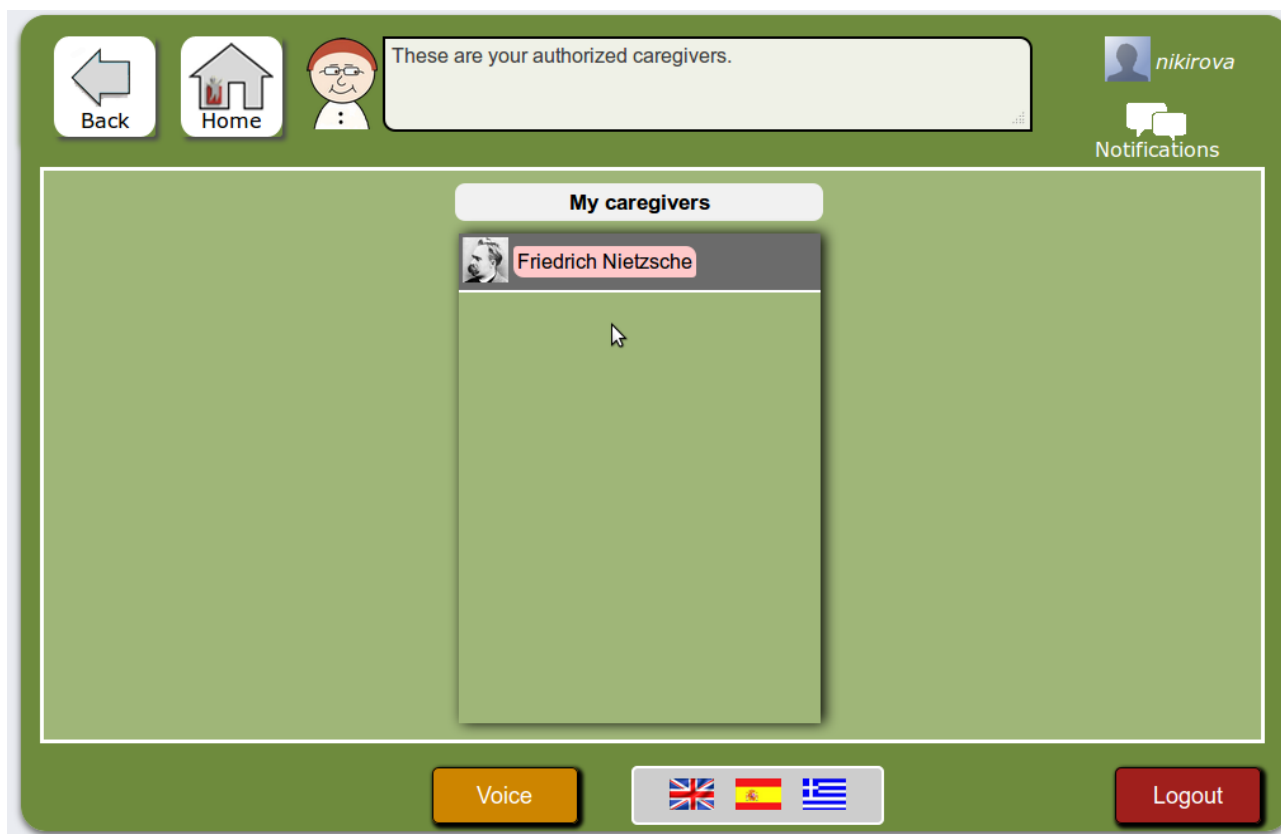 Back
Home
These are your authorized caregivers.
nikirova
Notifications
My caregivers
Friedrich Nietzsche
Voice
Logout